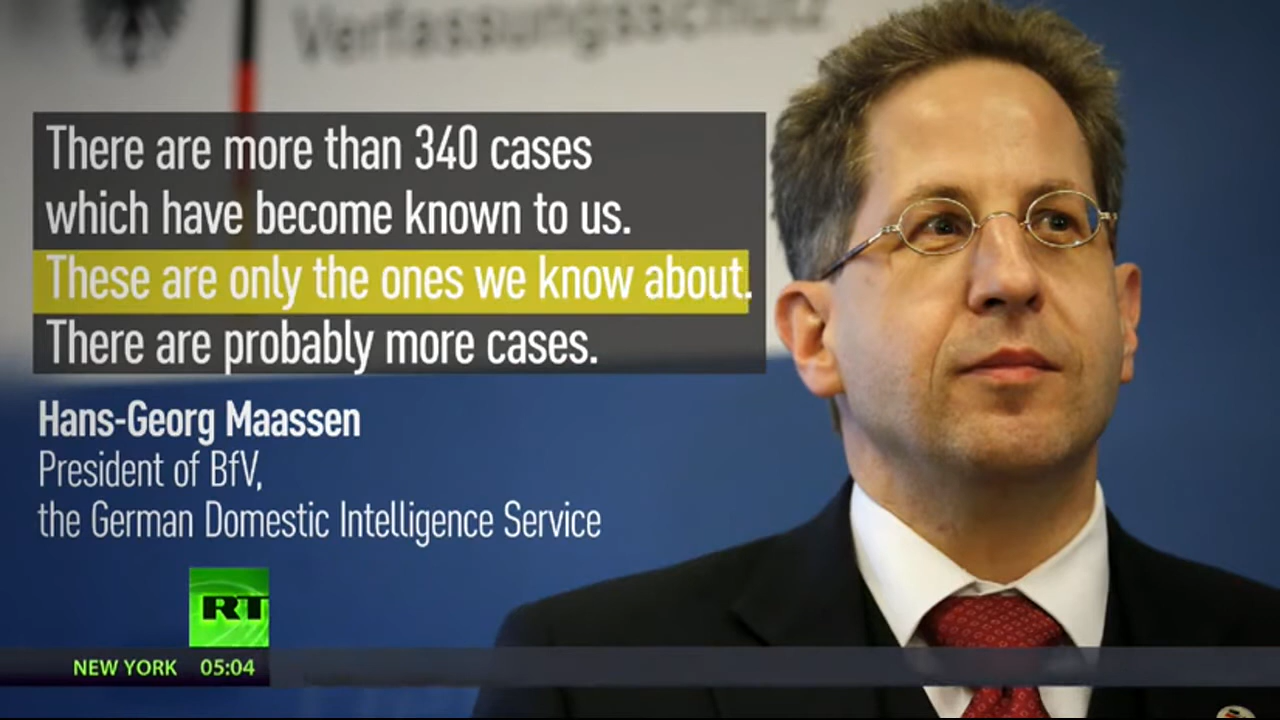 Verfassungsschutz
There are more than 340 cases
which have become known to us.
These are only the ones we know about.
There are probably more cases.
Hans-Georg Maassen
President of BfV,
the German Domestic Intelligence Service
RT
NEW YORK 05:04